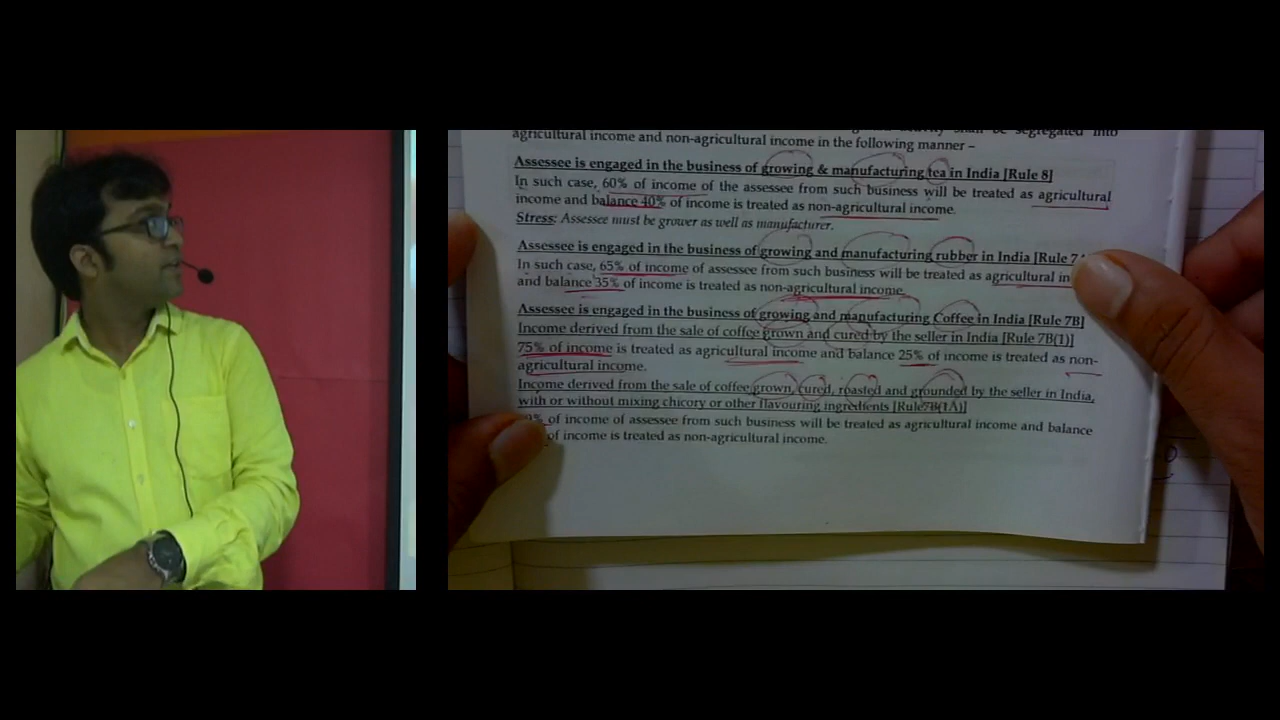 agricultural income and non-agricultural income in the following manner –
Assessee is engaged in the business of growing & manufacturing tea in India [Rule 8]
In such case, 60% of income of the assessee from such business will be treated as agricultural
income and balance 40% of income is treated as non-agricultural income.
Stress: Assessee must be grower as well as manufacturer.
Assessee is engaged in the business of growing and manufacturing rubber in India [Rule 7
In such case, 65% of income of assessee from such business will be treated as agricultural in
and balance 35% of income is treated as non-agricultural income.
Assessee is engaged in the business of growing and manufacturing Coffee in India [Rule 7B]
Income derived from the sale of coffee grown and cured by the seller in India [Rule 7B(1)]
75% of income is treated as agricultural income and balance 25% of income is treated as non-
agricultural income.
Income derived from the sale of coffee grown, cured, roasted and grounded by the seller in India,
with or without mixing chicory or other flavouring ingredients [Rule7B(1A)]
of income of assessee from such business will be treated as agricultural income and balance
of income is treated as non-agricultural income.